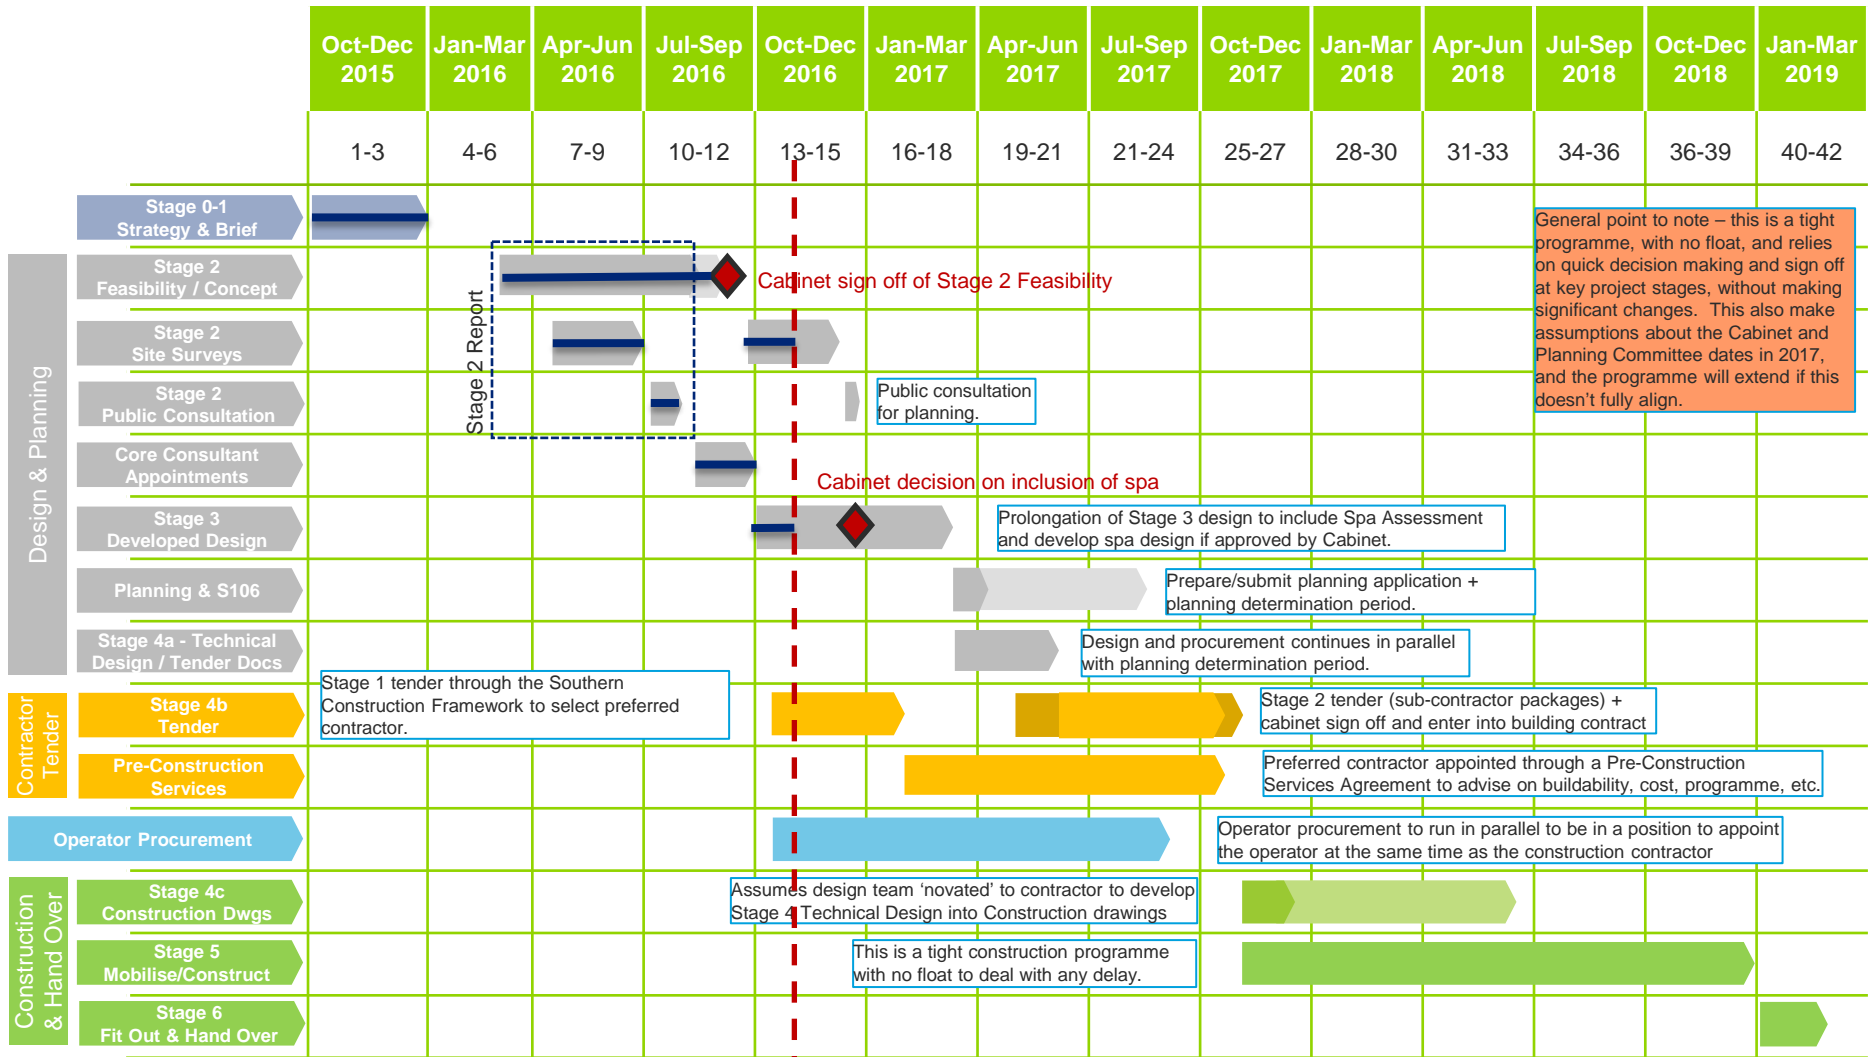 Oct-Dec 2015
Jan-Mar 2016
Apr-Jun 2016
Jul-Sep 2016
Oct-Dec 2016
Jan-Mar 2017
Apr-Jun 2017
Jul-Sep 2017
Oct-Dec 2017
Jan-Mar 2018
Apr-Jun 2018
Jul-Sep 2018
Oct-Dec 2018
Jan-Mar 2019
1-3
4-6
7-9
10-12
13-15
16-18
19-21
21-24
25-27
28-30
31-33
34-36
36-39
40-42
Stage 0-1
Strategy & Brief
General point to note – this is a tight
programme, with no float, and relies
on quick decision making and sign off
at key project stages, without making
significant changes. This also make
assumptions about the Cabinet and
Planning Committee dates in 2017,
and the programme will extend if this
doesn't fully align.
Design & Planning
Stage 2
Feasibility / Concept
Cabinet sign off of Stage 2 Feasibility
Stage 2 Report
Stage 2
Site Surveys
Stage 2
Public Consultation
Public consultation
for planning.
Core Consultant
Appointments
Cabinet decision on inclusion of spa
Stage 3
Developed Design
Prolongation of Stage 3 design to include Spa Assessment
and develop spa design if approved by Cabinet.
Planning & S106
Prepare/submit planning application +
planning determination period.
Stage 4a - Technical
Design / Tender Docs
Design and procurement continues in parallel
with planning determination period.
Contractor
Tender
Stage 4b
Tender
Stage 1 tender through the Southern
Construction Framework to select preferred
contractor.
Stage 2 tender (sub-contractor packages) +
cabinet sign off and enter into building contract
Pre-Construction
Services
Preferred contractor appointed through a Pre-Construction
Services Agreement to advise on buildability, cost, programme, etc.
Operator Procurement
Operator procurement to run in parallel to be in a position to appoint
the operator at the same time as the construction contractor
Construction
& Hand Over
Stage 4c
Construction Dwgs
Assumes design team ‘novated’ to contractor to develop
Stage 4 Technical Design into Construction drawings
Stage 5
Mobilise/Construct
This is a tight construction programme
with no float to deal with any delay.
Stage 6
Fit Out & Hand Over